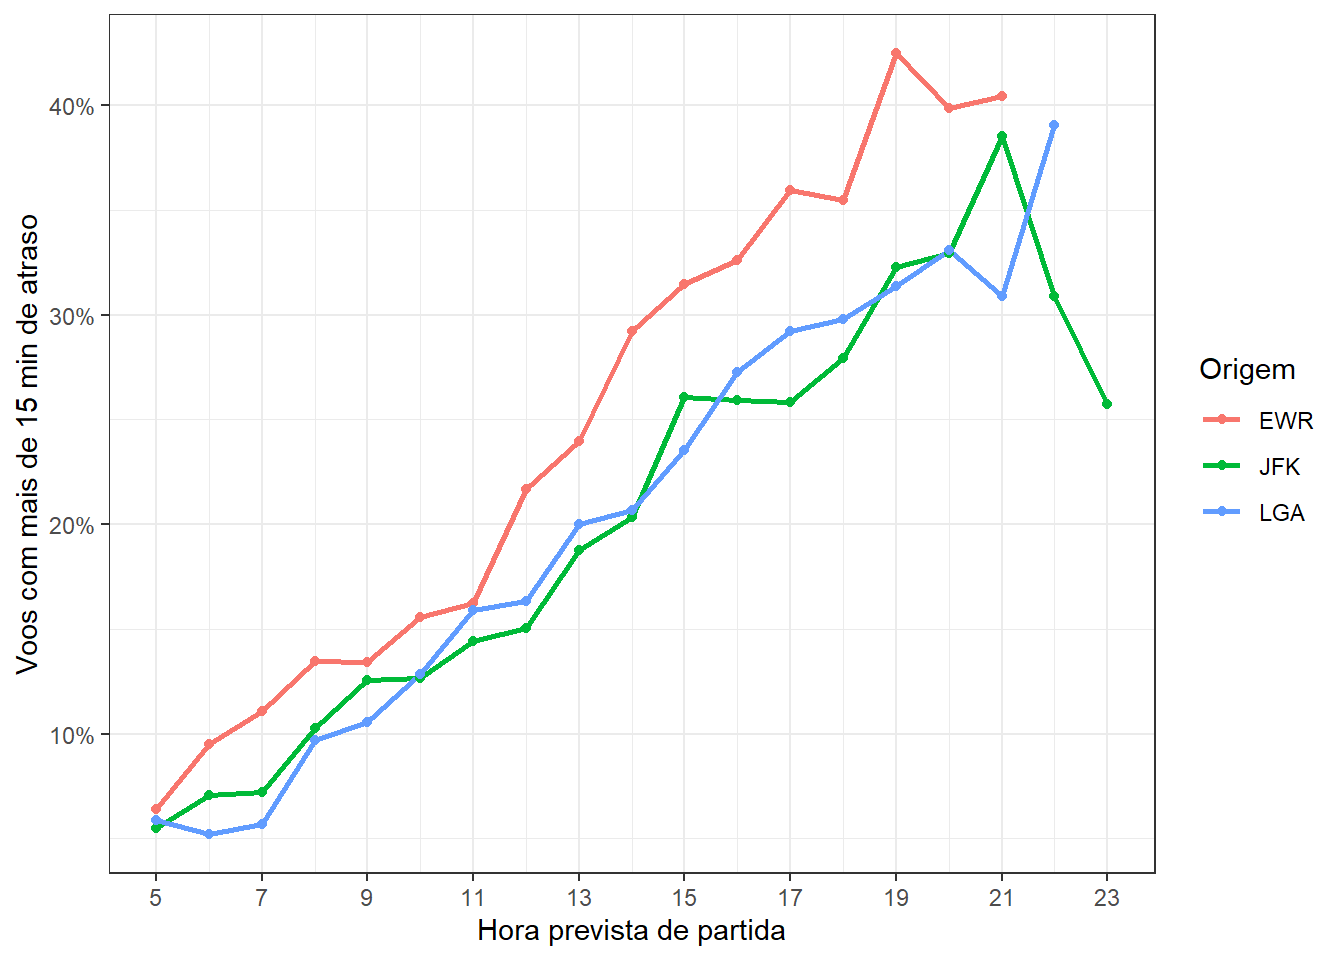 Voos com mais de 15 min de atraso
40%
30%
20%
10%
5 7 9 11 13 15 17 19 21 23
Hora prevista de partida
Origem
EWR
JFK
LGA